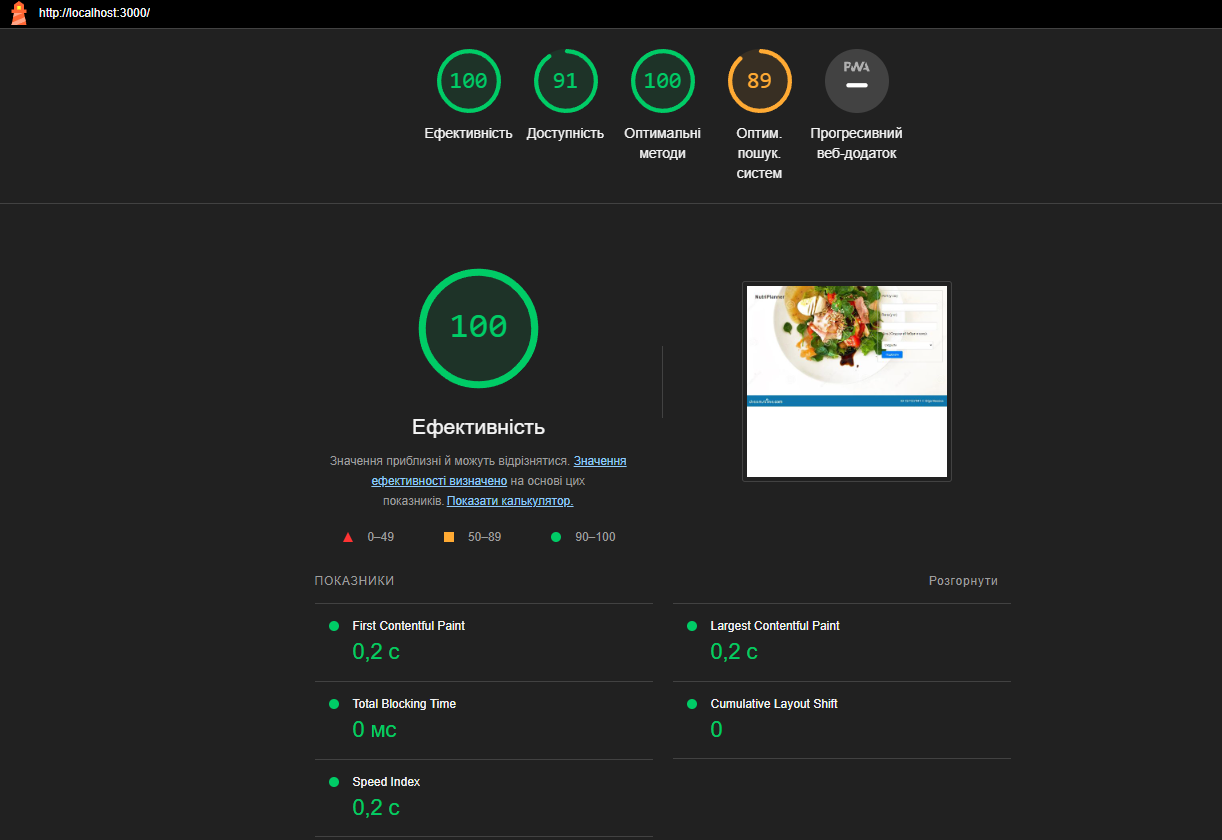 http://localhost:3000/
100
91
100
89
PWA
Ефективність
Доступність
Оптимальні
методи
Оптим.
пошук.
систем
Прогресивний
веб-додаток
100
Ефективність
Значення приблизні й можуть відрізнятися. Значення
ефективності визначено на основі цих
показників. Показати калькулятор.
0–49
50–89
90–100
NutriPlanner
ПОКАЗНИКИ
Розгорнути
First Contentful Paint
0,2 с
Largest Contentful Paint
0,2 с
Total Blocking Time
0 мс
Cumulative Layout Shift
0
Speed Index
0,2 с